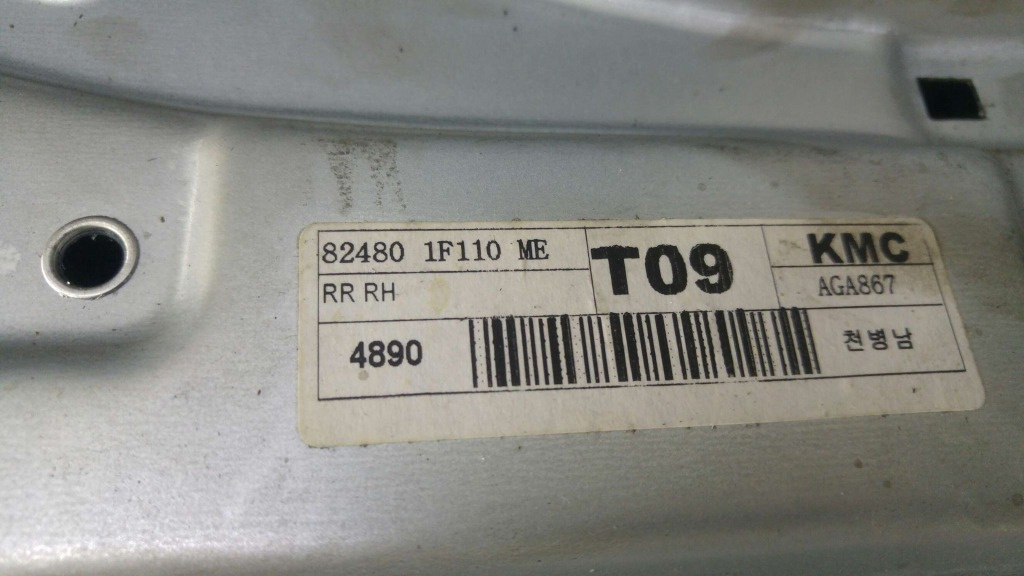 82480 1F110 ME
T09
KMC
RR RH
AGA867
4890
천병남